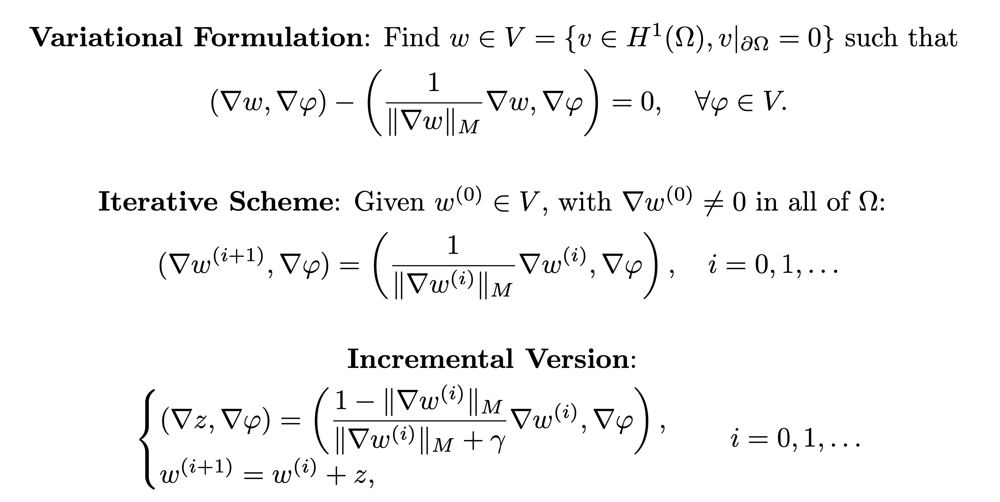 Variational Formulation: Find $w \in V = \{v \in H^1(\Omega), v|_{\partial\Omega} = 0\}$ such that
$(\nabla w, \nabla \varphi) - \left( \frac{1}{\|\nabla w\|_M} \nabla w, \nabla \varphi \right) = 0, \quad \forall \varphi \in V.$
Iterative Scheme: Given $w^{(0)} \in V$, with $\nabla w^{(0)} \neq 0$ in all of $\Omega$:
$(\nabla w^{(i+1)}, \nabla \varphi) = \left( \frac{1}{\|\nabla w^{(i)}\|_M} \nabla w^{(i)}, \nabla \varphi \right), \quad i = 0, 1, \ldots$
Incremental Version:
$\begin{cases} (\nabla z, \nabla \varphi) = \left( \frac{1 - \|\nabla w^{(i)}\|_M}{\|\nabla w^{(i)}\|_M + \gamma} \nabla w^{(i)}, \nabla \varphi \right), \\ w^{(i+1)} = w^{(i)} + z, \end{cases} \quad i = 0, 1, \ldots$